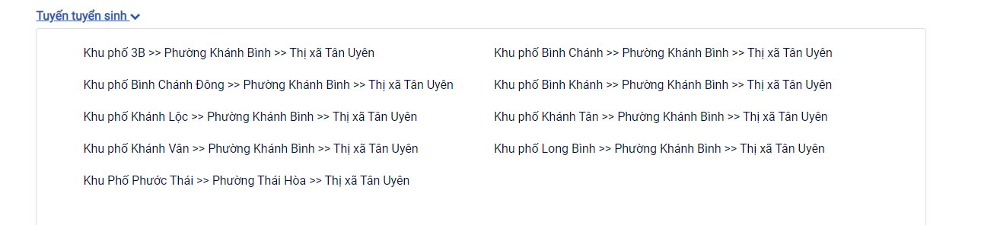 Tuyến tuyển sinh
Khu phố 3B >> Phường Khánh Bình >> Thị xã Tân Uyên
Khu phố Bình Chánh >> Phường Khánh Bình >> Thị xã Tân Uyên
Khu phố Bình Chánh Đông >> Phường Khánh Bình >> Thị xã Tân Uyên
Khu phố Bình Khánh >> Phường Khánh Bình >> Thị xã Tân Uyên
Khu phố Khánh Lộc >> Phường Khánh Bình >> Thị xã Tân Uyên
Khu phố Khánh Tân >> Phường Khánh Bình >> Thị xã Tân Uyên
Khu phố Khánh Vân >> Phường Khánh Bình >> Thị xã Tân Uyên
Khu phố Long Bình >> Phường Khánh Bình >> Thị xã Tân Uyên
Khu Phố Phước Thái >> Phường Thái Hòa >> Thị xã Tân Uyên